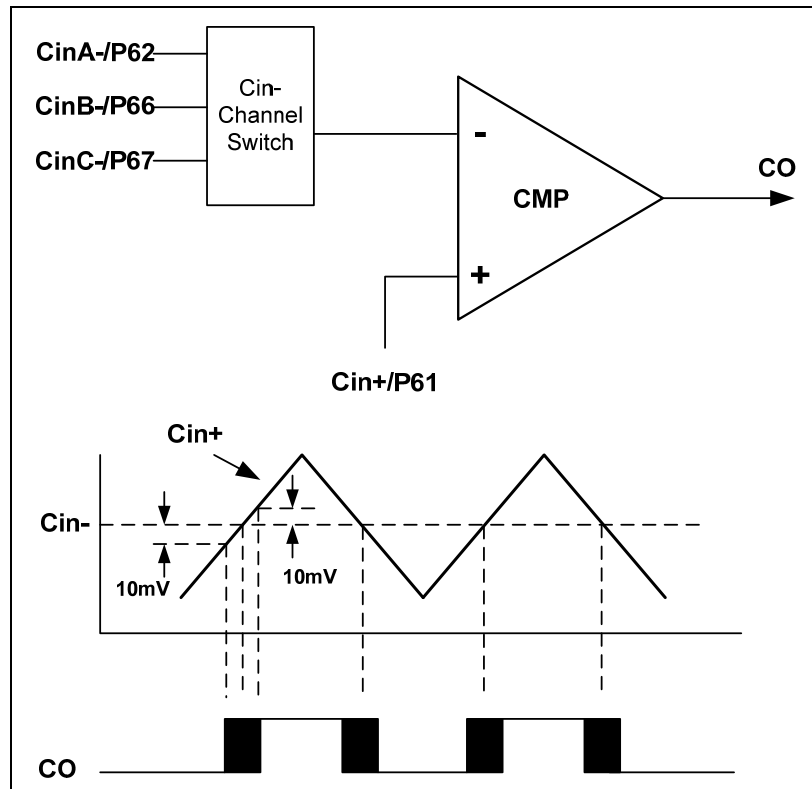 CinA-/P62
CinB-/P66
CinC-/P67
Cin-
Channel
Switch
-
+
CMP
CO
Cin+/P61
Cin+
Cin-
10mV
10mV
CO